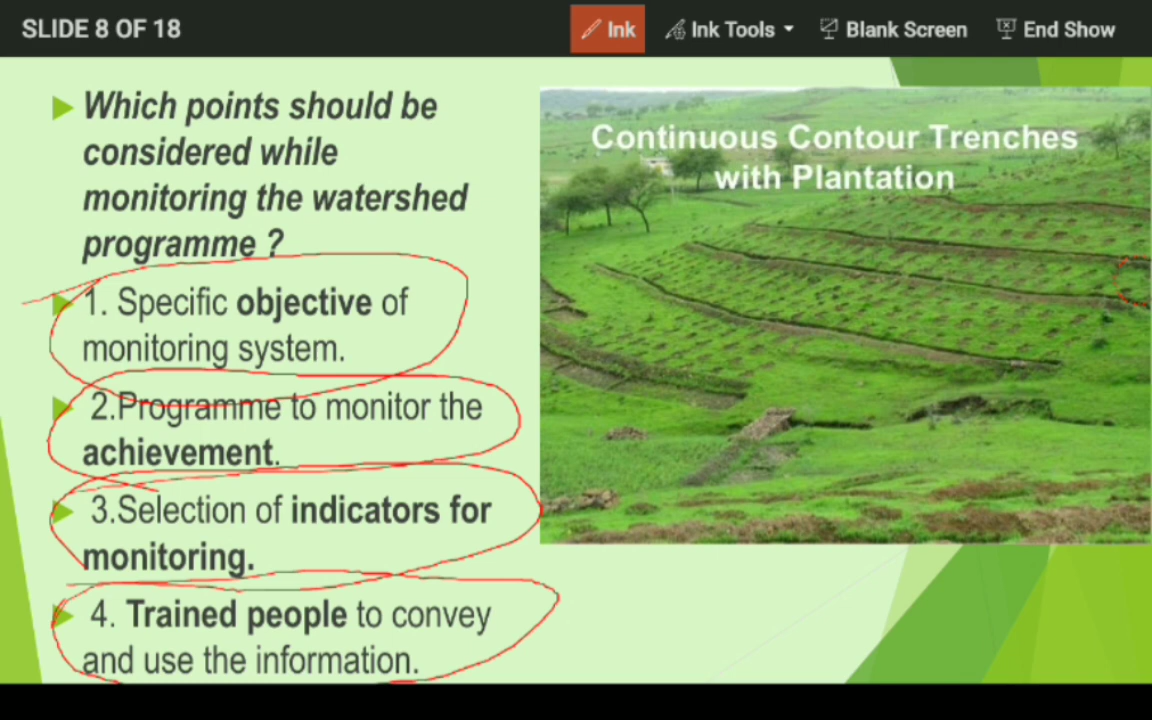 SLIDE 8 OF 18
Ink
Ink Tools
Blank Screen
End Show
Which points should be
considered while
monitoring the watershed
programme ?
1. Specific objective of
monitoring system.
2.Programme to monitor the
achievement.
3.Selection of indicators for
monitoring.
4. Trained people to convey
and use the information.
Continuous Contour Trenches
with Plantation